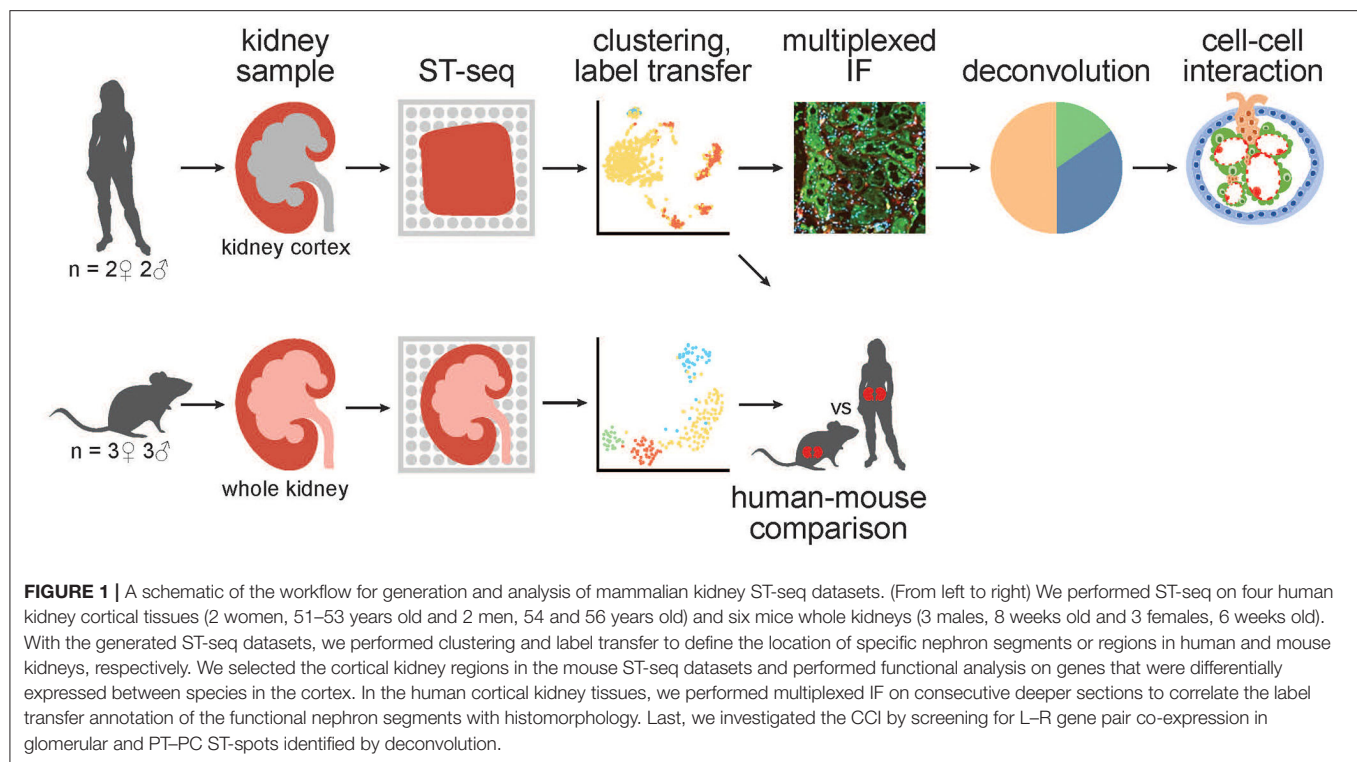 kidney
sample
ST-seq
clustering,
label transfer
multiplexed
IF
deconvolution
cell-cell
interaction
kidney cortex
n = 2♀ 2♂
n = 3♀ 3♂
whole kidney
vs
human-mouse
comparison
FIGURE 1 | A schematic of the workflow for generation and analysis of mammalian kidney ST-seq datasets. (From left to right) We performed ST-seq on four human
kidney cortical tissues (2 women, 51–53 years old and 2 men, 54 and 56 years old) and six mice whole kidneys (3 males, 8 weeks old and 3 females, 6 weeks old).
With the generated ST-seq datasets, we performed clustering and label transfer to define the location of specific nephron segments or regions in human and mouse
kidneys, respectively. We selected the cortical kidney regions in the mouse ST-seq datasets and performed functional analysis on genes that were differentially
expressed between species in the cortex. In the human cortical kidney tissues, we performed multiplexed IF on consecutive deeper sections to correlate the label
transfer annotation of the functional nephron segments with histomorphology. Last, we investigated the CCI by screening for L–R gene pair co-expression in
glomerular and PT–PC ST-spots identified by deconvolution.